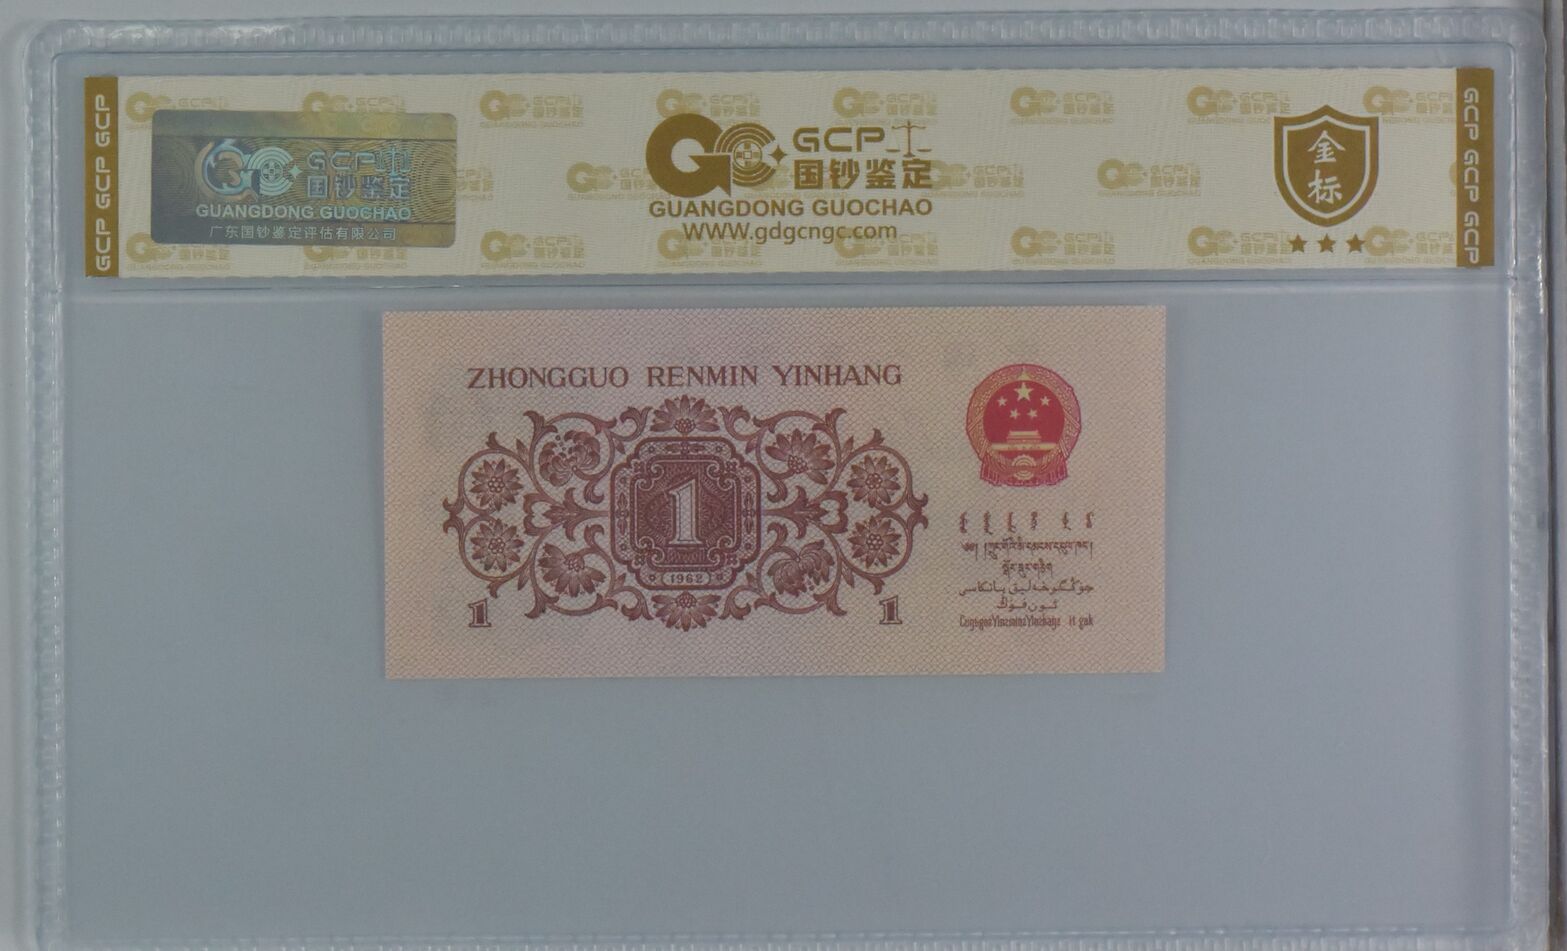 GCP GCP GCP
GCP
国钞鉴定
GUANGDONG GUOCHAO
广东国钞鉴定评估有限公司
GCP
国钞鉴定
GUANGDONG GUOCHAO
WWW.gdgcngc.com
金
标
GCP GCP GCP
ZHONGGUO RENMIN YINHANG
1
1962
1
1